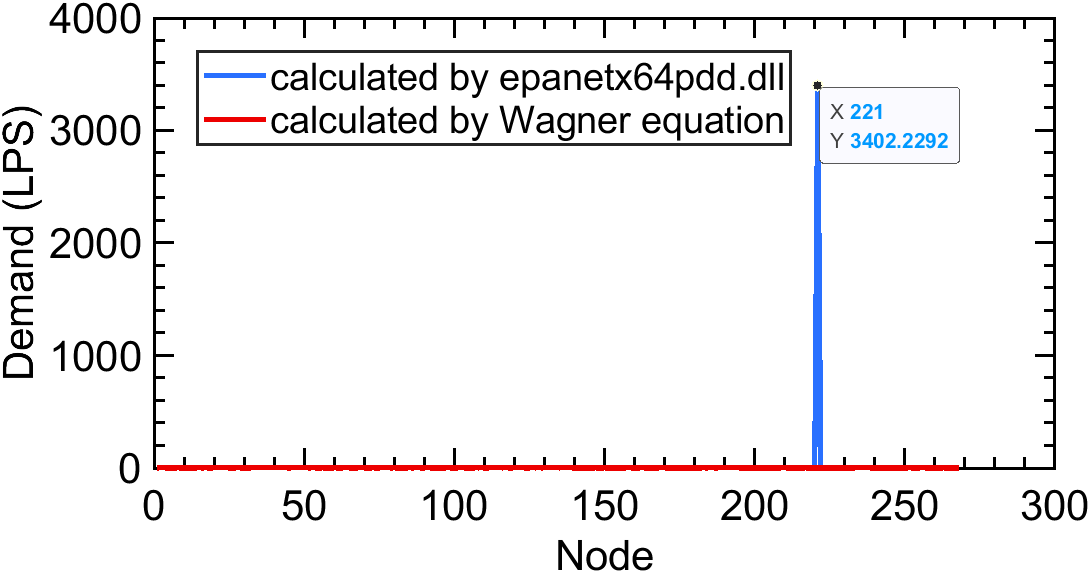 4000
3000
2000
1000
0
Demand (LPS)
calculated by epanetx64pdd.dll
calculated by Wagner equation
X 221
Y 3402.2292
0 50 100 150 200 250 300
Node